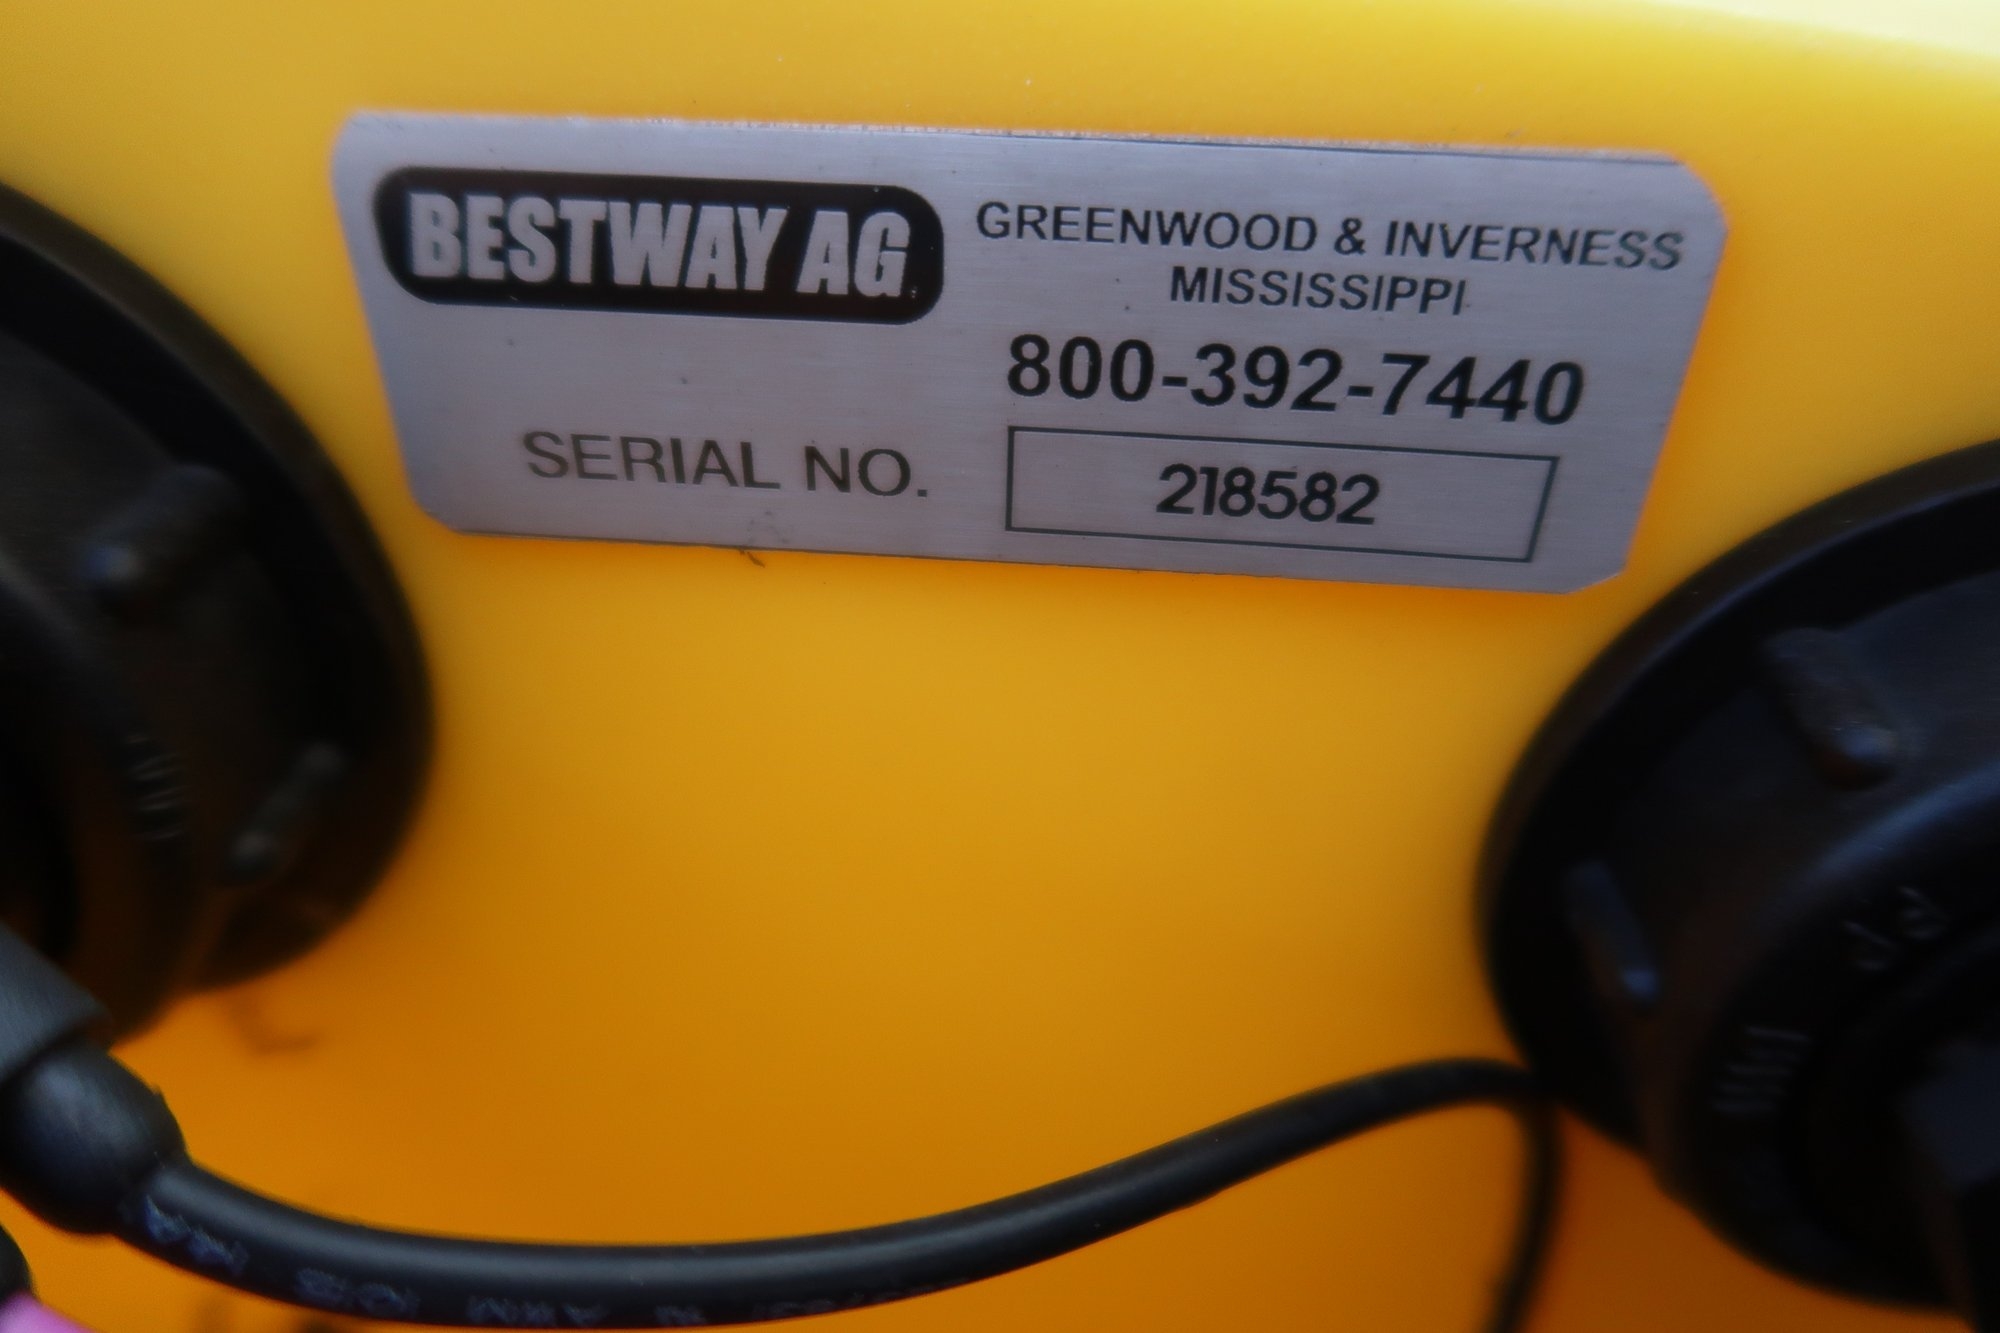 BESTWAY AG
GREENWOOD & INVERNESS
MISSISSIPPI
800-392-7440
SERIAL NO.
218582